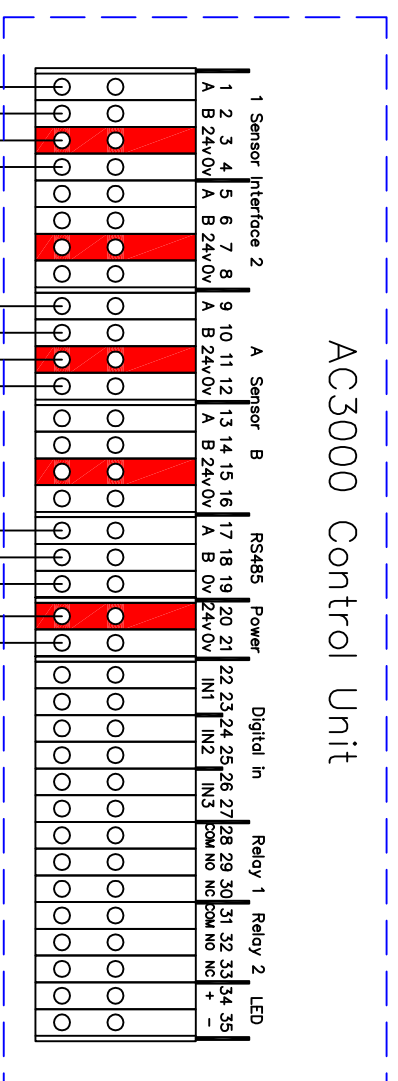 AC3000 Control Unit
1 Sensor Interface 2
A Sensor B
RS485
Power
Digital in
Relay 1
Relay 2
LED
1 2 3 4 5 6 7 8 9 10 11 12 13 14 15 16 17 18 19 20 21 22 23 24 25 26 27 28 29 30 31 32 33 34 35
A B 24v 0v A B 24v 0v A B 24v 0v A B 24v 0v A B 0v 24v 0v IN1 IN2 IN3 COM NO NC COM NO NC + -